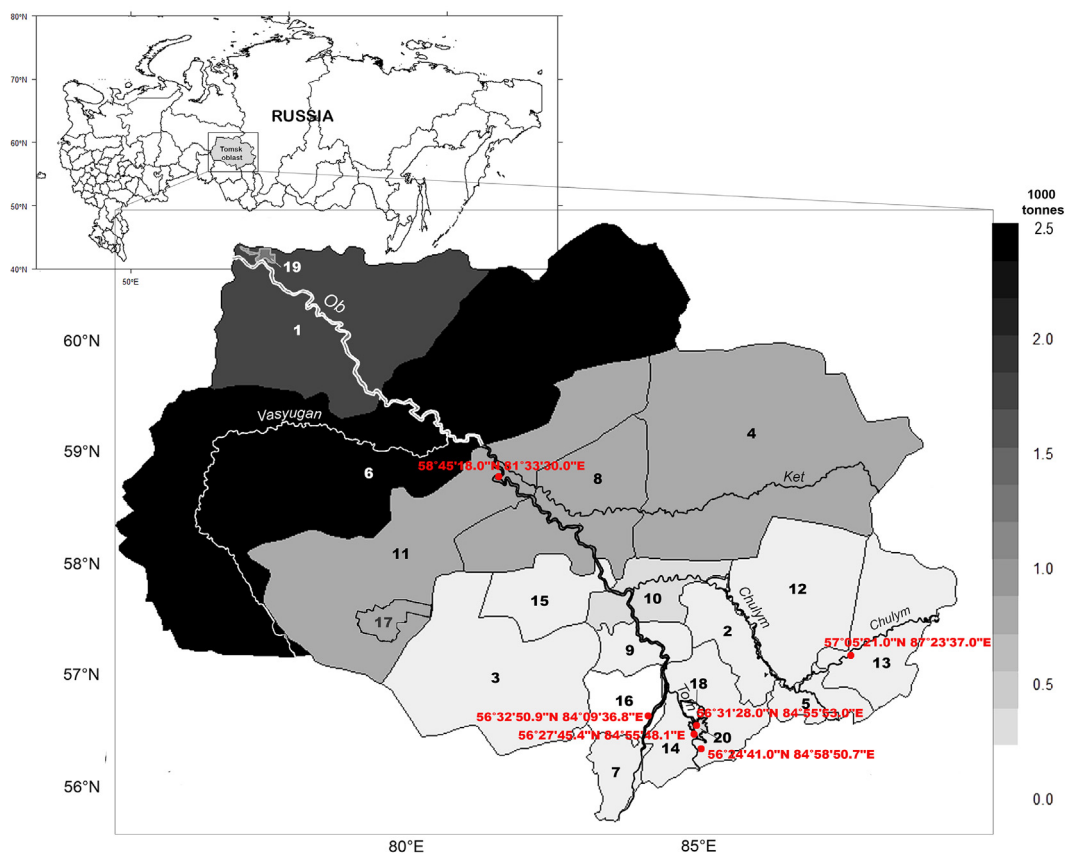 80°N
70°N
60°N
50°N
40°N
50°E
RUSSIA
Tomsk
oblast
1000
tonnes
2.5
2.0
1.5
1.0
0.5
0.0
60°N
59°N
58°N
57°N
56°N
80°E
85°E
19
Ob
1
Vasyugan
6
58°45'18.0"N 81°33'30.0"E
4
8
Ket
11
17
15
10
12
Chulym
Chulym
2
57°05'21.0"N 87°23'37.0"E
13
9
3
18
Tom
5
16
56°32'50.9"N 84°09'36.8"E
56°31'28.0"N 84°55'53.0"E
56°27'45.4"N 84°55'48.1"E
20
14
56°24'41.0"N 84°58'50.7"E
7